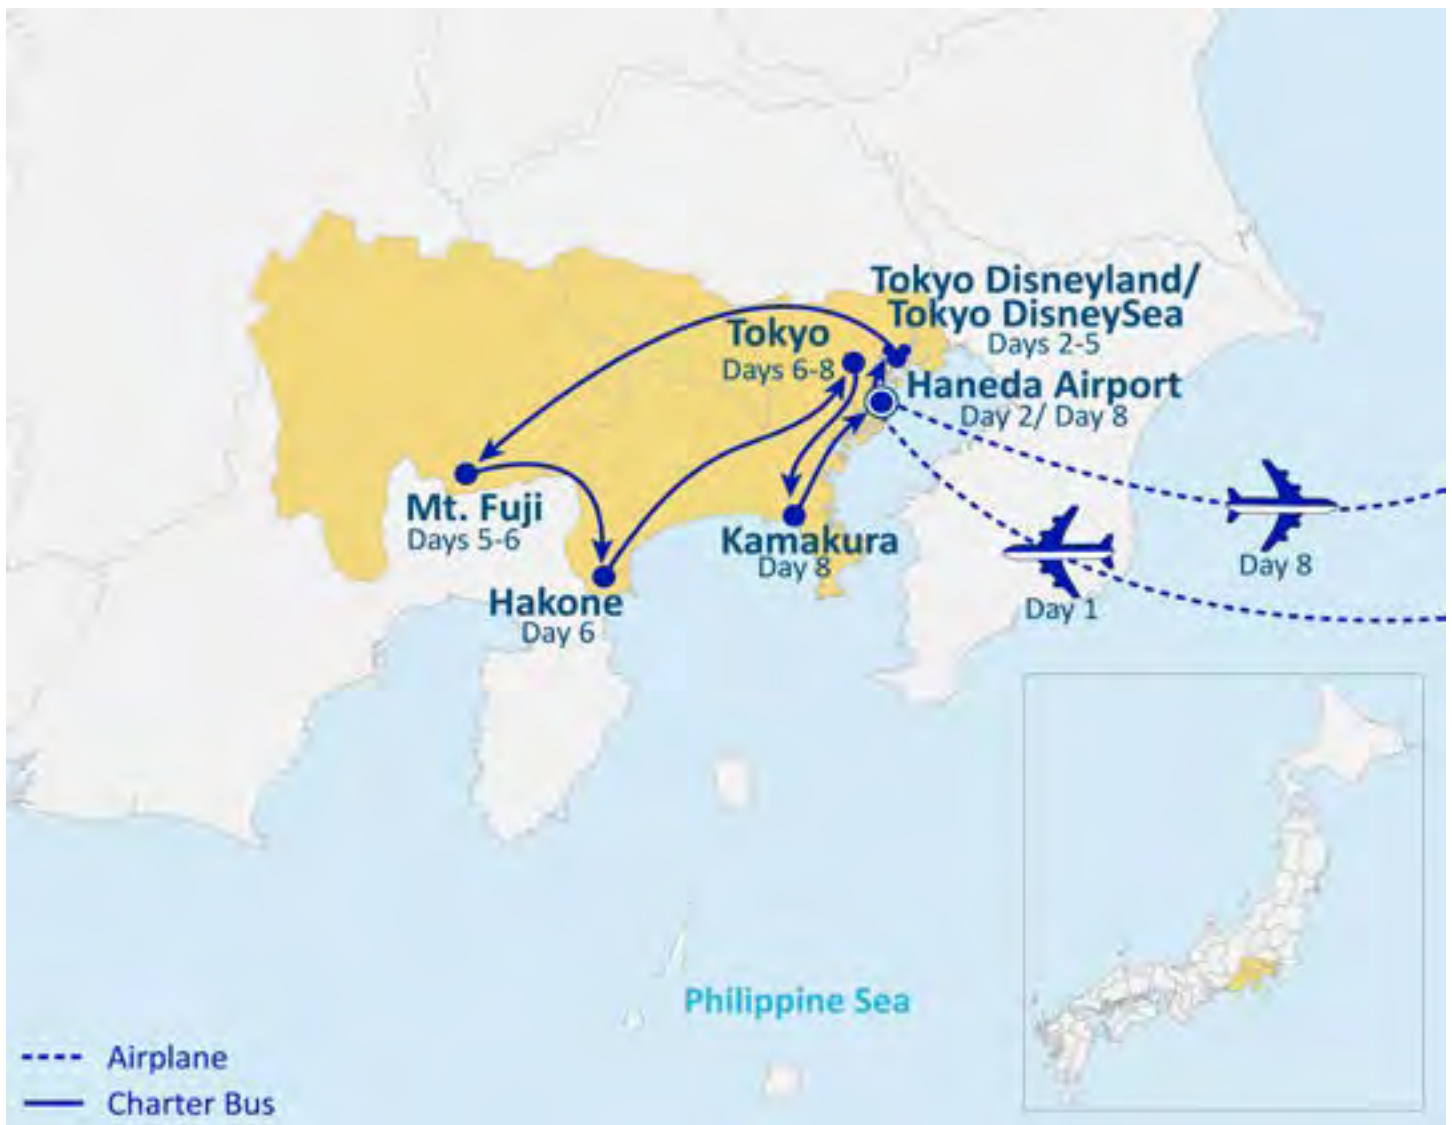 Tokyo Disneyland/
Tokyo DisneySea
Days 2-5
Tokyo
Days 6-8
Haneda Airport
Day 2/ Day 8
Mt. Fuji
Days 5-6
Kamakura
Day 8
Day 8
Hakone
Day 6
Day 1
Philippine Sea
Airplane
Charter Bus